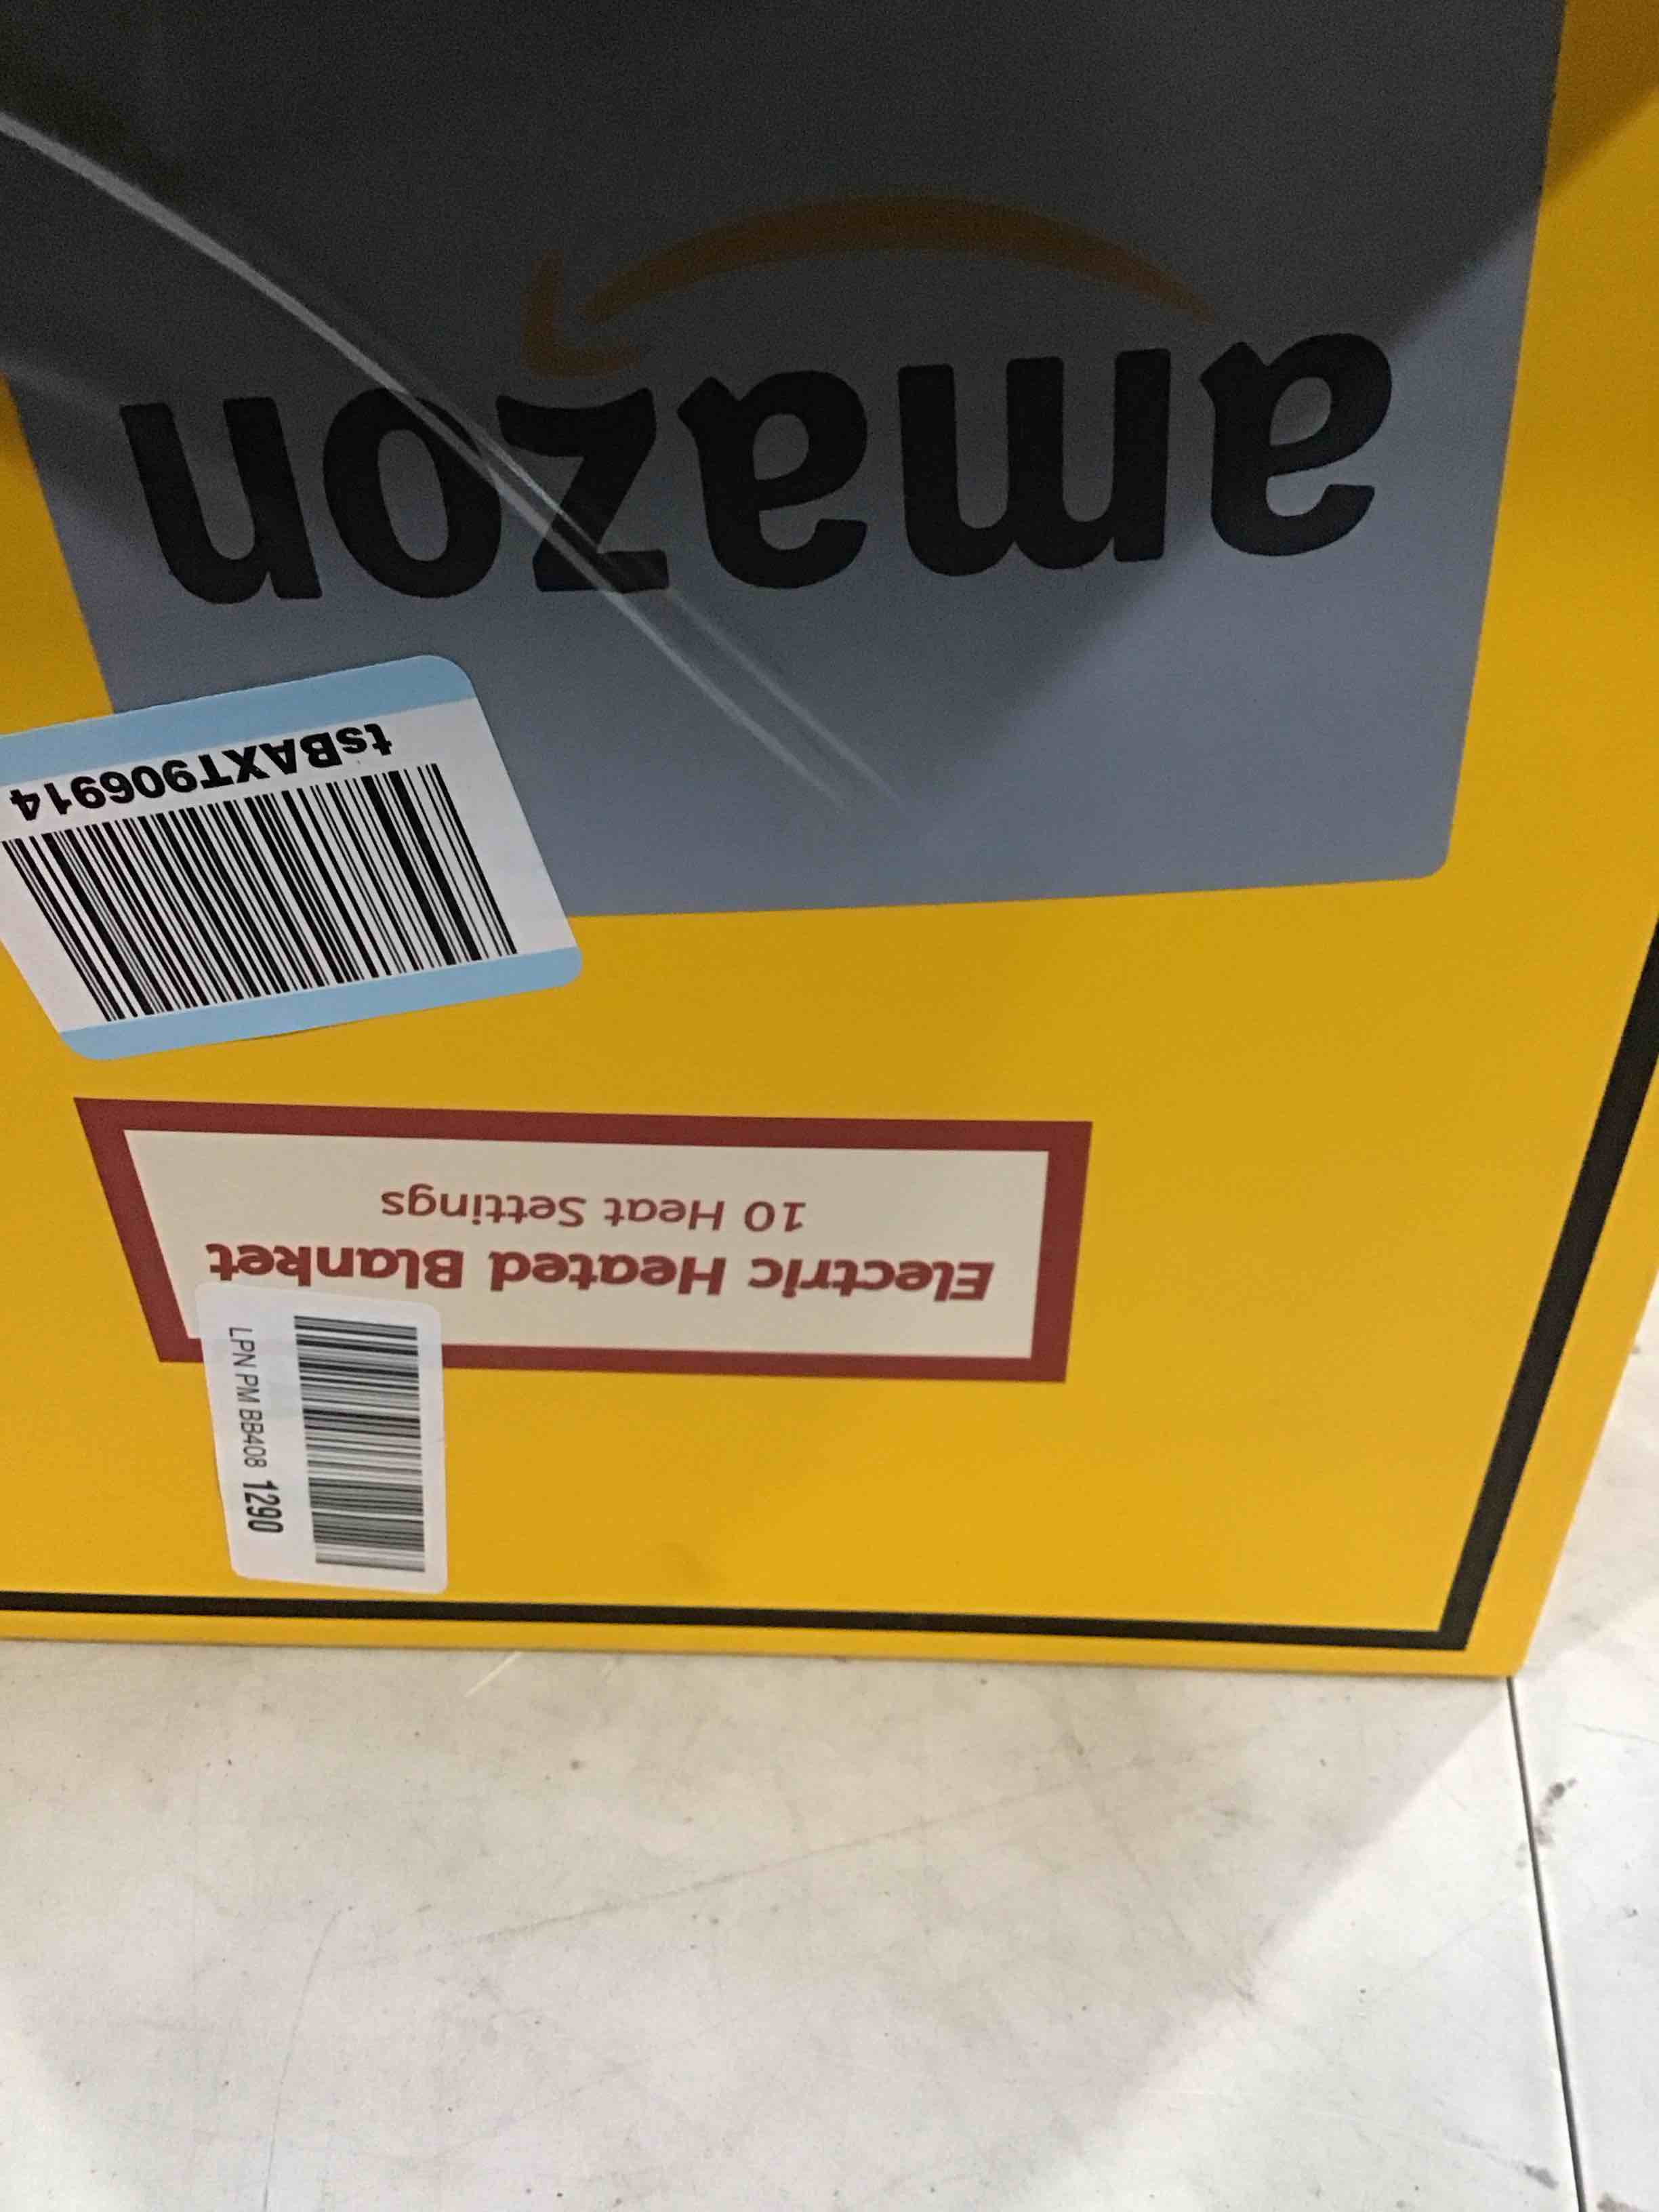 LPN PM BB408 1290
Electric Heated Blanket
10 Heat Settings
tsBAXT906914
amazon